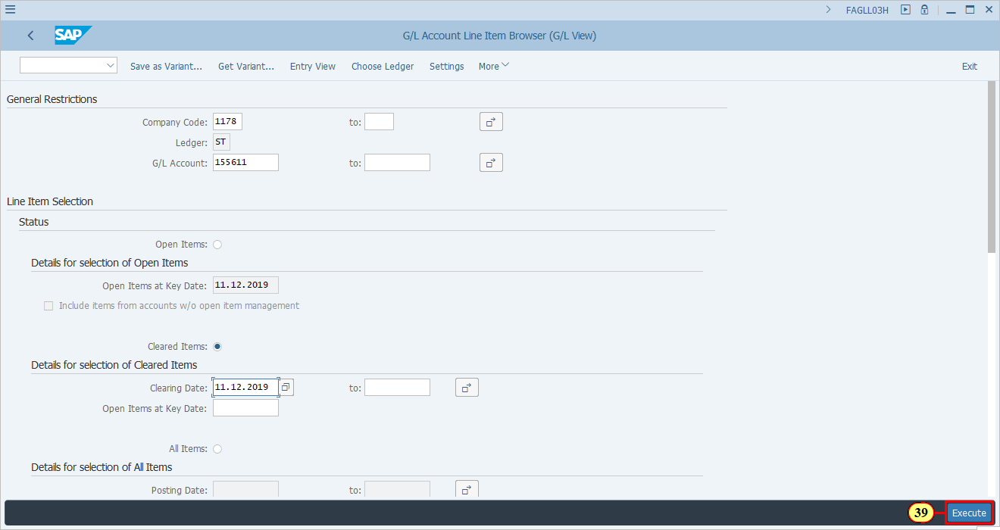 FAGLL03H
SAP
G/L Account Line Item Browser (G/L View)
Save as Variant... Get Variant... Entry View Choose Ledger Settings More Exit
General Restrictions
Company Code: 1178 to:
Ledger: ST
G/L Account: 155611 to:
Line Item Selection
Status
Open Items:
Details for selection of Open Items
Open Items at Key Date: 11.12.2019
Include items from accounts w/o open item management
Cleared Items:
Details for selection of Cleared Items
Clearing Date: 11.12.2019 to:
Open Items at Key Date:
All Items:
Details for selection of All Items
Posting Date: to:
39 Execute